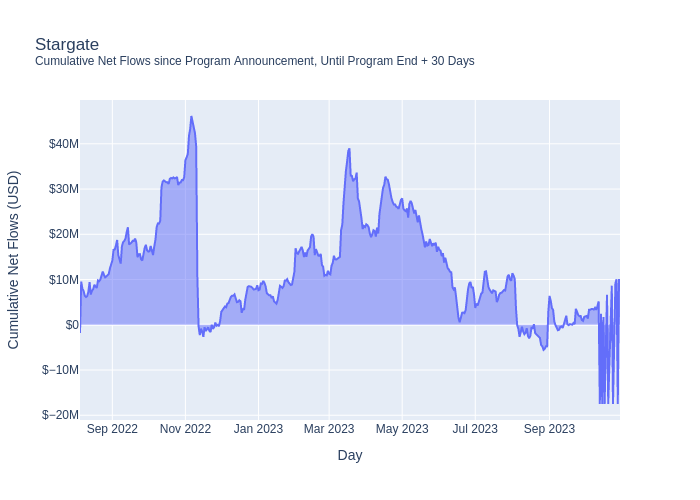 Stargate
Cumulative Net Flows since Program Announcement, Until Program End + 30 Days
Cumulative Net Flows (USD)
$40M
$30M
$20M
$10M
$0
$−10M
$−20M
Sep 2022 Nov 2022 Jan 2023 Mar 2023 May 2023 Jul 2023 Sep 2023
Day